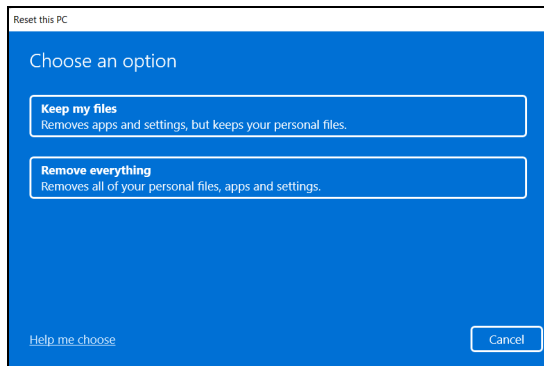 Reset this PC
Choose an option
Keep my files
Removes apps and settings, but keeps your personal files.
Remove everything
Removes all of your personal files, apps and settings.
Help me choose
Cancel